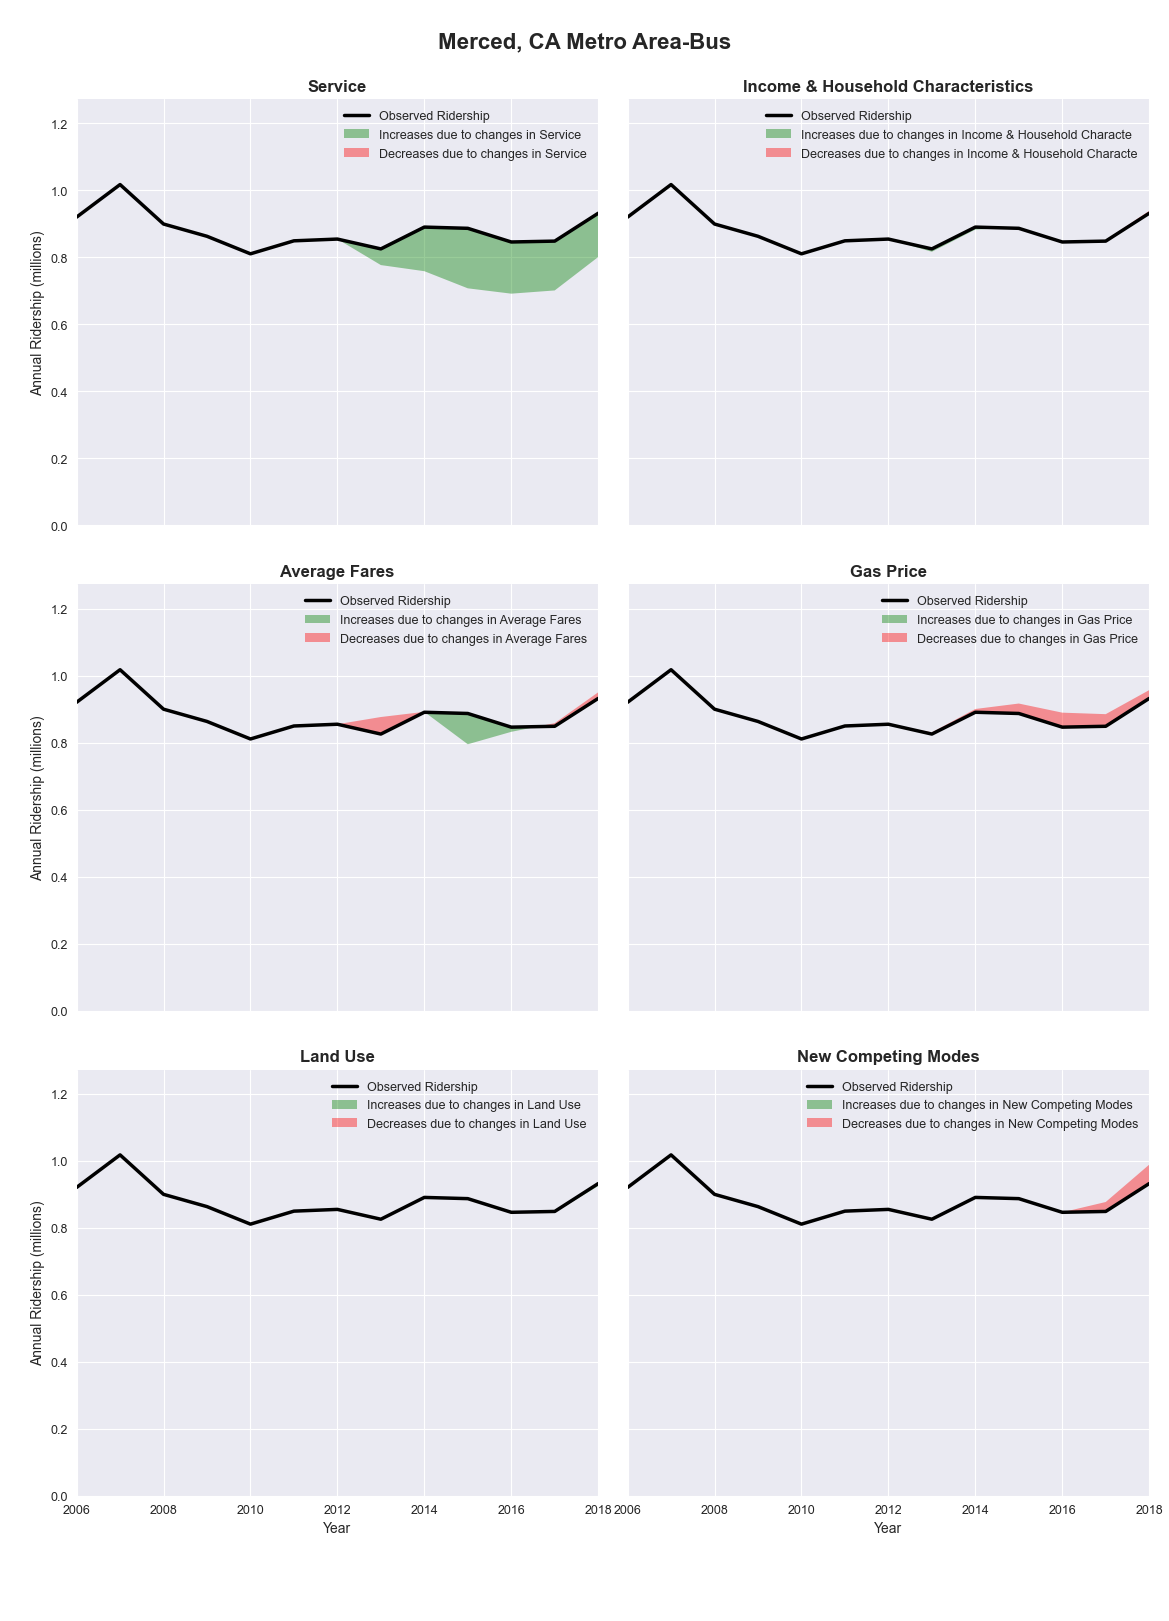 Merced, CA Metro Area-Bus
Service
Observed Ridership
Increases due to changes in Service
Decreases due to changes in Service
1.2
1.0
0.8
0.6
0.4
0.2
0.0
Annual Ridership (millions)
Income & Household Characteristics
Observed Ridership
Increases due to changes in Income & Household Characte
Decreases due to changes in Income & Household Characte
Average Fares
Observed Ridership
Increases due to changes in Average Fares
Decreases due to changes in Average Fares
1.2
1.0
0.8
0.6
0.4
0.2
0.0
Annual Ridership (millions)
Gas Price
Observed Ridership
Increases due to changes in Gas Price
Decreases due to changes in Gas Price
Land Use
Observed Ridership
Increases due to changes in Land Use
Decreases due to changes in Land Use
1.2
1.0
0.8
0.6
0.4
0.2
0.0
Annual Ridership (millions)
2006 2008 2010 2012 2014 2016 2018
Year
New Competing Modes
Observed Ridership
Increases due to changes in New Competing Modes
Decreases due to changes in New Competing Modes
2006 2008 2010 2012 2014 2016 2018
Year